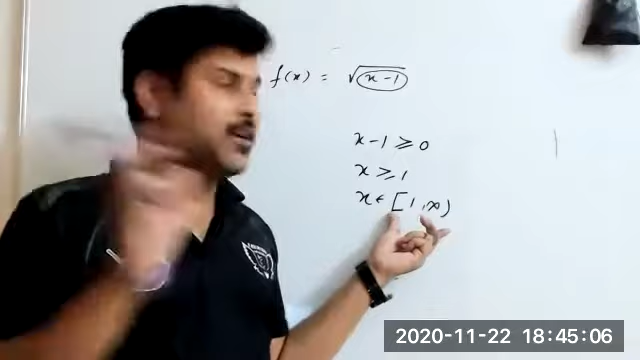 f(x) = √(x-1)
x-1 ≥ 0
x ≥ 1
x ∈ [1, ∞)
2020-11-22 18:45:06